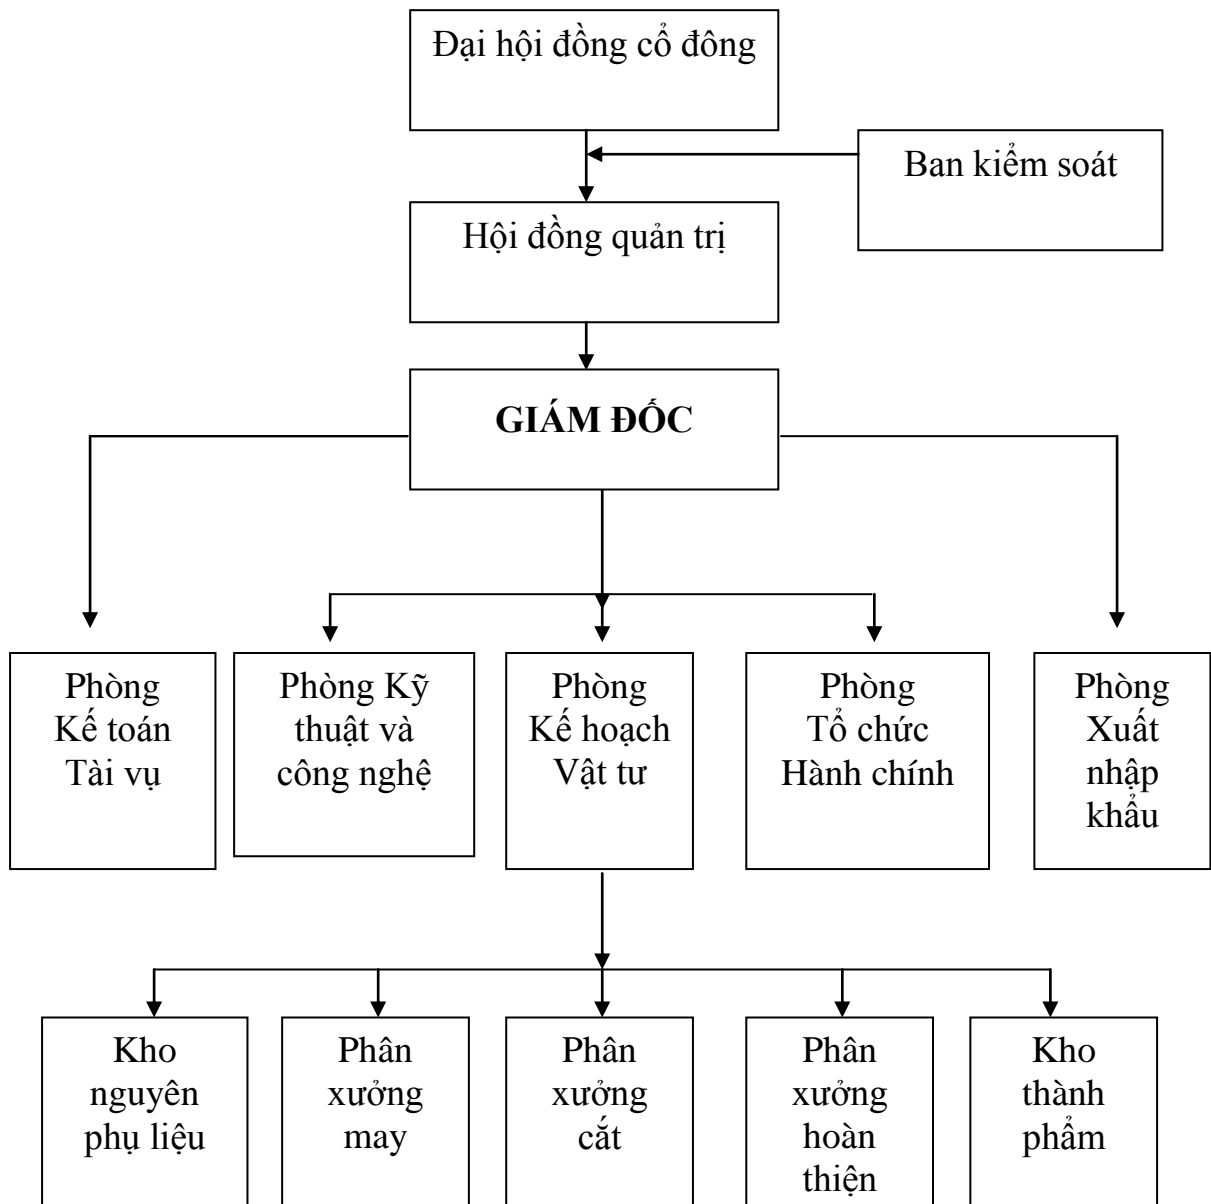 Đại hội đồng cổ đông
Ban kiểm soát
Hội đồng quản trị
GIÁM ĐỐC
Phòng
Kế toán
Tài vụ
Phòng Kỹ
thuật và
công nghệ
Phòng
Kế hoạch
Vật tư
Phòng
Tổ chức
Hành chính
Phòng
Xuất
nhập
khẩu
Kho
nguyên
phụ liệu
Phân
xưởng
may
Phân
xưởng
cắt
Phân
xưởng
hoàn
thiện
Kho
thành
phẩm